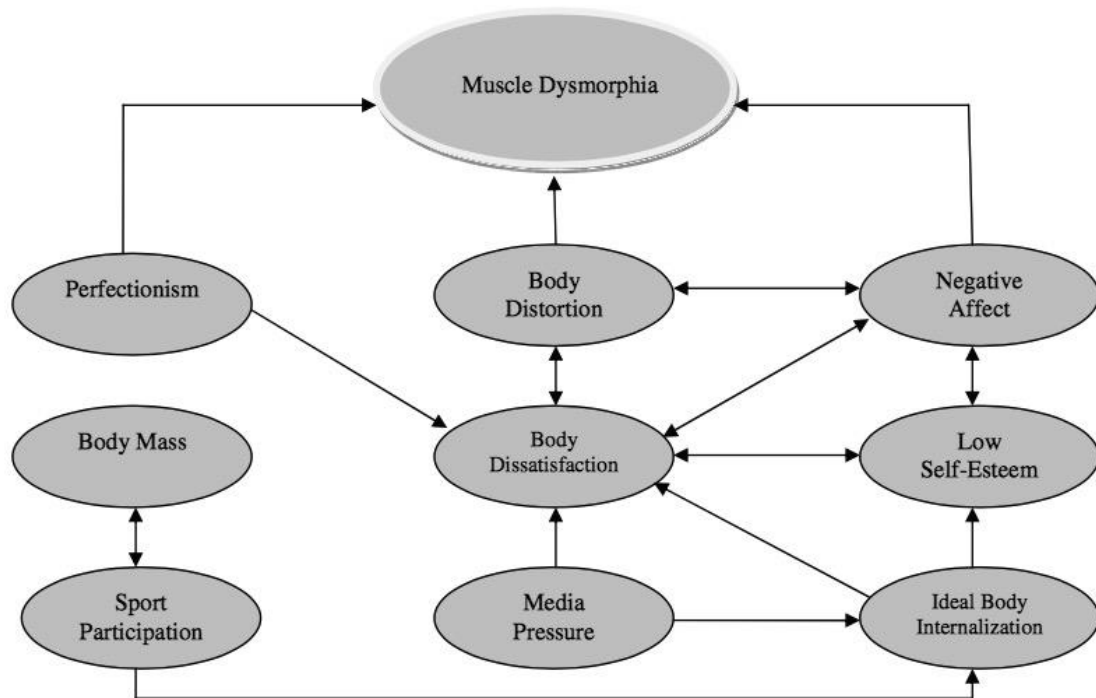 Muscle Dysmorphia
Perfectionism
Body
Distortion
Negative
Affect
Body Mass
Body
Dissatisfaction
Low
Self-Esteem
Sport
Participation
Media
Pressure
Ideal Body
Internalization